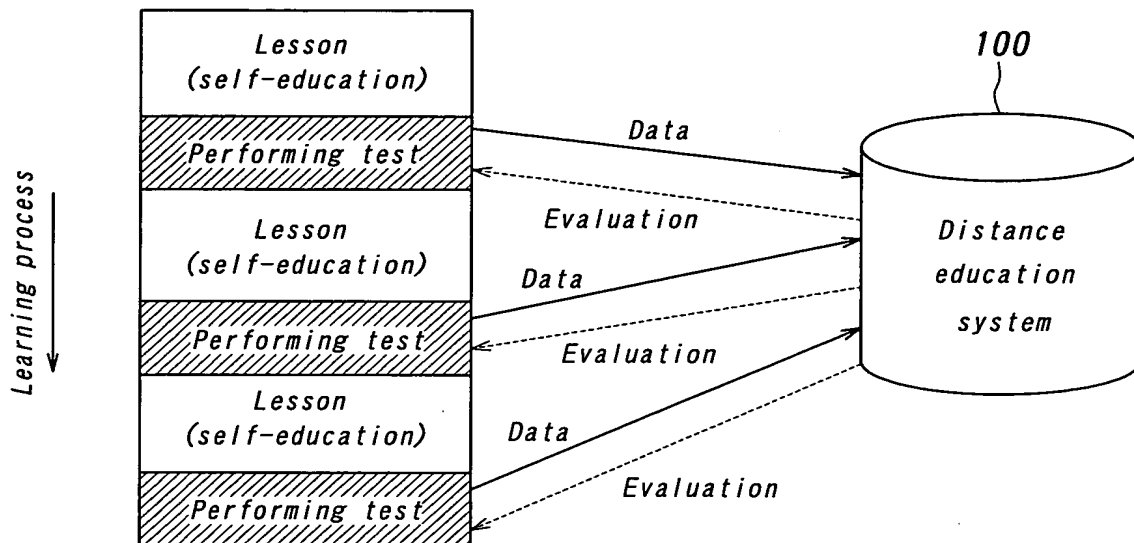 Learning process
Lesson
(self-education)
Performing test
Lesson
(self-education)
Performing test
Lesson
(self-education)
Performing test
Data
Evaluation
Data
Evaluation
Data
Evaluation
100
Distance
education
system